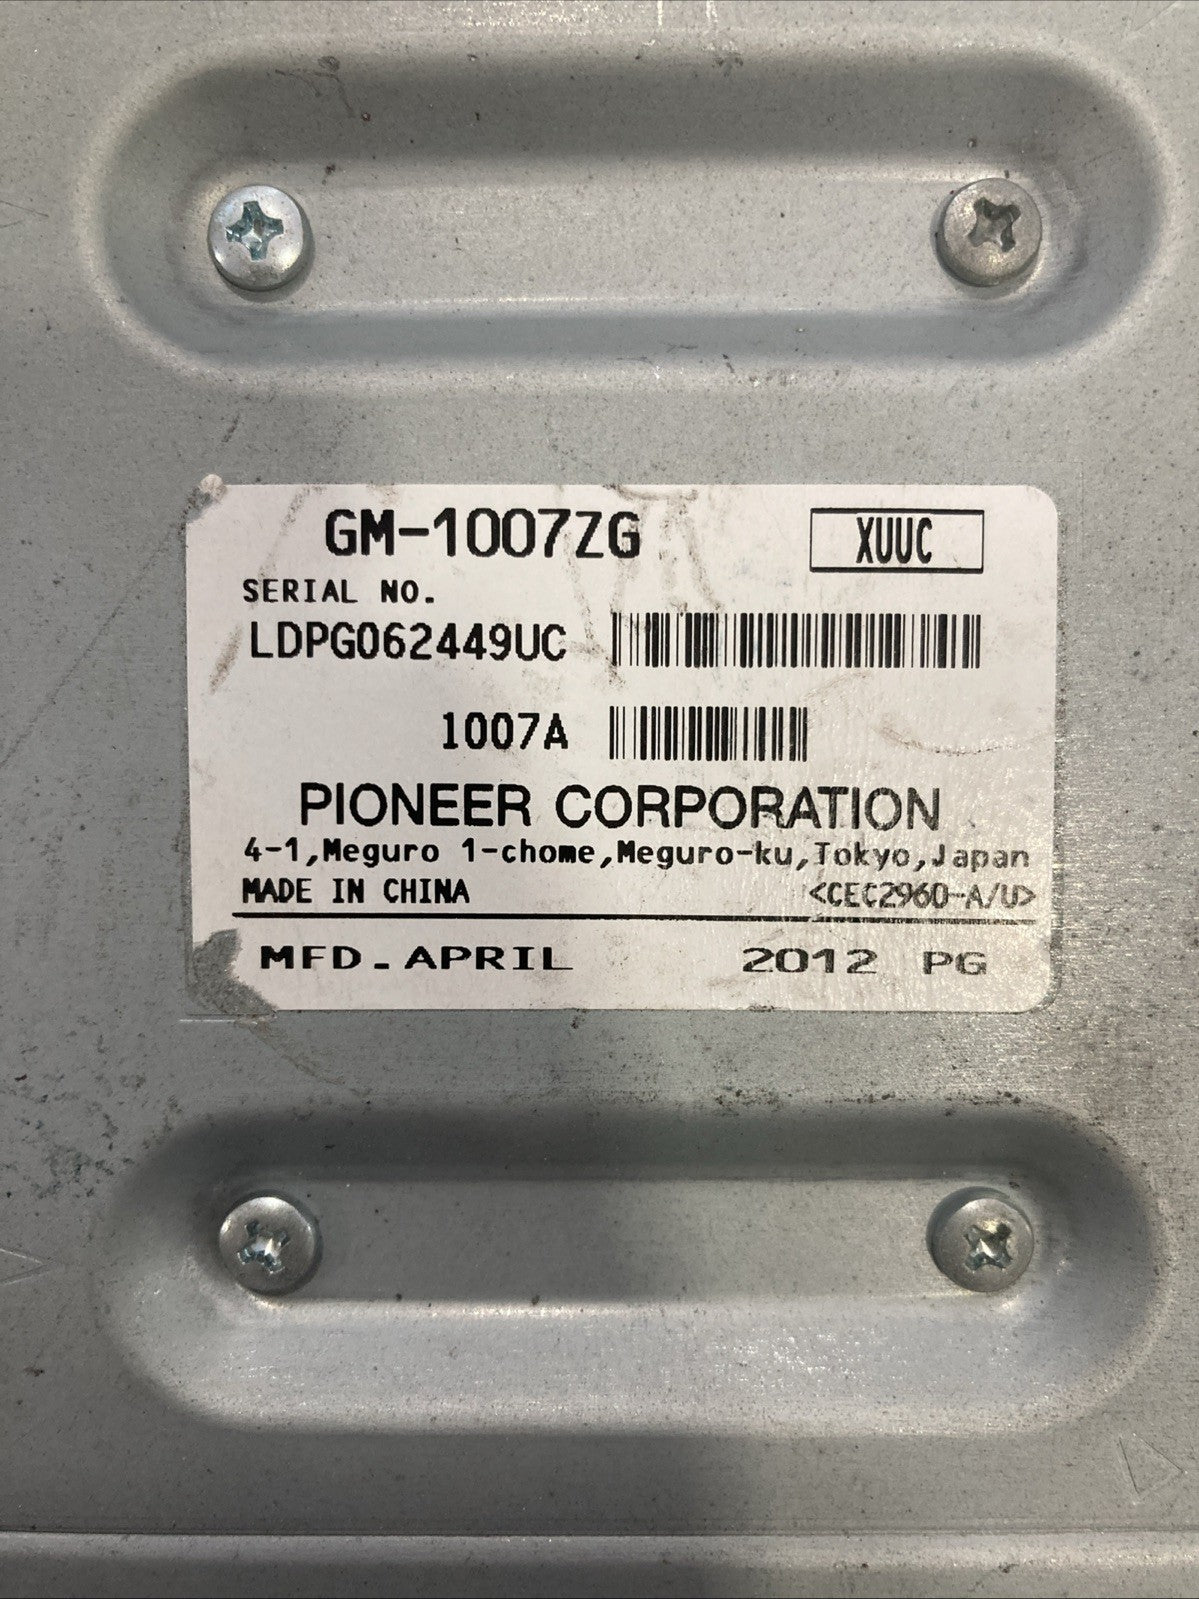 GM-1007ZG XUUC
SERIAL NO.
LDPG062449UC
1007A
PIONEER CORPORATION
4-1,Meguro 1-chome,Meguro-ku,Tokyo,Japan
MADE IN CHINA <CEC2960-A/U>
MFD.APRIL 2012 PG